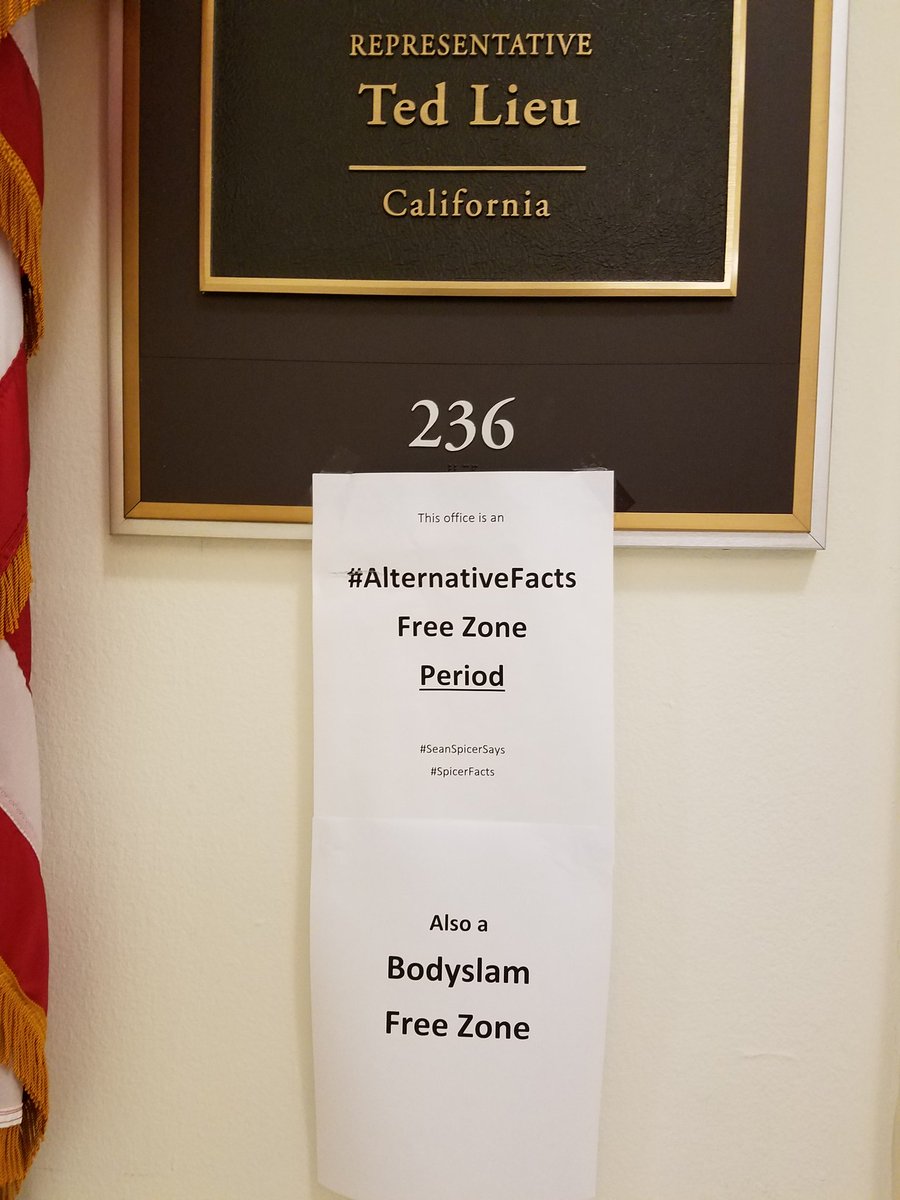 REPRESENTATIVE
Ted Lieu
California
236
This office is an
#AlternativeFacts
Free Zone
Period
#SeanSpicerSays
#SpicerFacts
Also a
Bodyslam
Free Zone